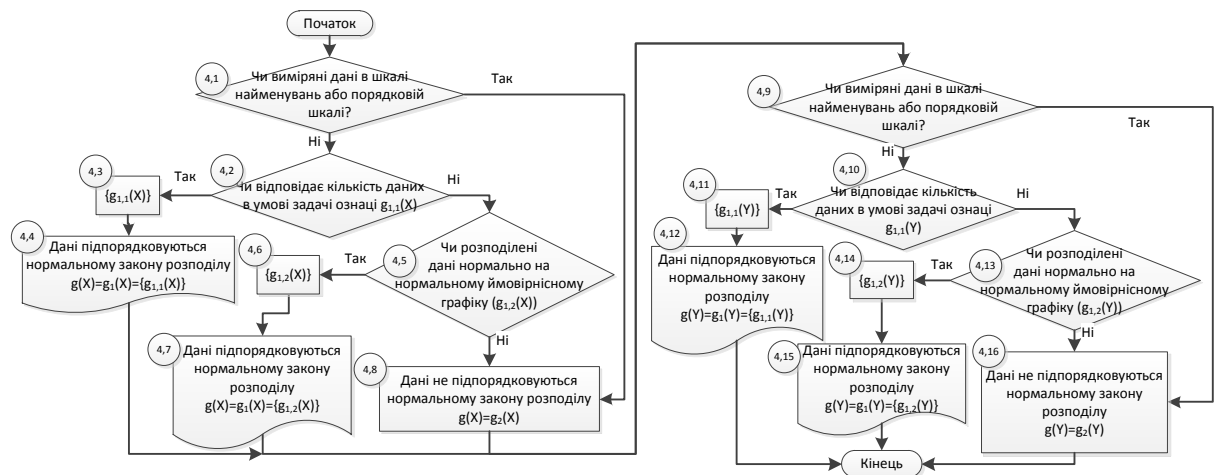 Початок
4,1
Чи виміряні дані в шкалі
найменувань або порядковій
шкалі?
Так
Ні
4,2
Чи відповідає кількість даних
в умові задачі ознаці g1,1(X)
Так
Ні
4,3
{g1,1(X)}
4,4
Дані підпорядковуються
нормальному закону розподілу
g(X)=g1(X)={g1,1(X)}
4,5
Чи розподілені
дані нормально на
нормальному ймовірнісному
графіку (g1,2(X))
Так
Ні
4,6
{g1,2(X)}
4,7
Дані підпорядковуються
нормальному закону
розподілу
g(X)=g1(X)={g1,2(X)}
4,8
Дані не підпорядковуються
нормальному закону розподілу
g(X)=g2(X)
4,9
Чи виміряні дані в шкалі
найменувань або порядковій
шкалі?
Так
Ні
4,10
Чи відповідає кількість
даних в умові задачі ознаці
g1,1(Y)
Так
Ні
4,11
{g1,1(Y)}
4,12
Дані підпорядковуються
нормальному закону
розподілу
g(Y)=g1(Y)={g1,1(Y)}
4,13
Чи розподілені
дані нормально на
нормальному ймовірнісному
графіку (g1,2(Y))
Так
Ні
4,14
{g1,2(Y)}
4,15
Дані підпорядковуються
нормальному закону
розподілу
g(Y)=g1(Y)={g1,2(Y)}
4,16
Дані не підпорядковуються
нормальному закону
розподілу
g(Y)=g2(Y)
Кінець